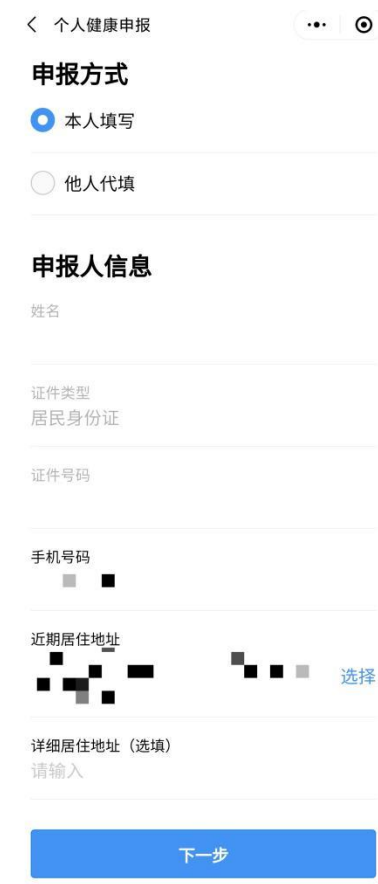 个人健康申报
申报方式
本人填写
他人代填
申报人信息
姓名
证件类型
居民身份证
证件号码
手机号码
近期居住地址
选择
详细居住地址（选填）
请输入
下一步